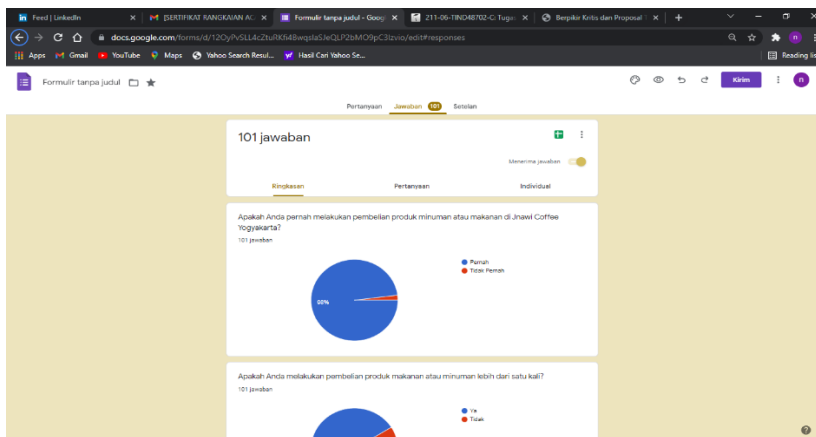 Feed | LinkedIn
[SERTIFIKAT RANGKAIAN AC
Formulir tanpa judul - Goog
211-06-TIND48702-C: Tuga
Berpikir Kritis dan Proposal
docs.google.com/forms/d/
/edit#responses
Apps
Gmail
YouTube
Maps
Yahoo Search Resul...
Hasil Cari Yahoo Se...
Reading lis
Formulir tanpa judul
Kirim
n
Pertanyaan
Jawaban 101
Setelan
101 jawaban
Menerima jawaban
Ringkasan
Pertanyaan
Individual
Apakah Anda pernah melakukan pembelian produk minuman atau makanan di Jnawi Coffee
Yogyakarta?
101 jawaban
Pernah
Tidak Pernah
98%
Apakah Anda melakukan pembelian produk makanan atau minuman lebih dari satu kali?
101 jawaban
Ya
Tidak